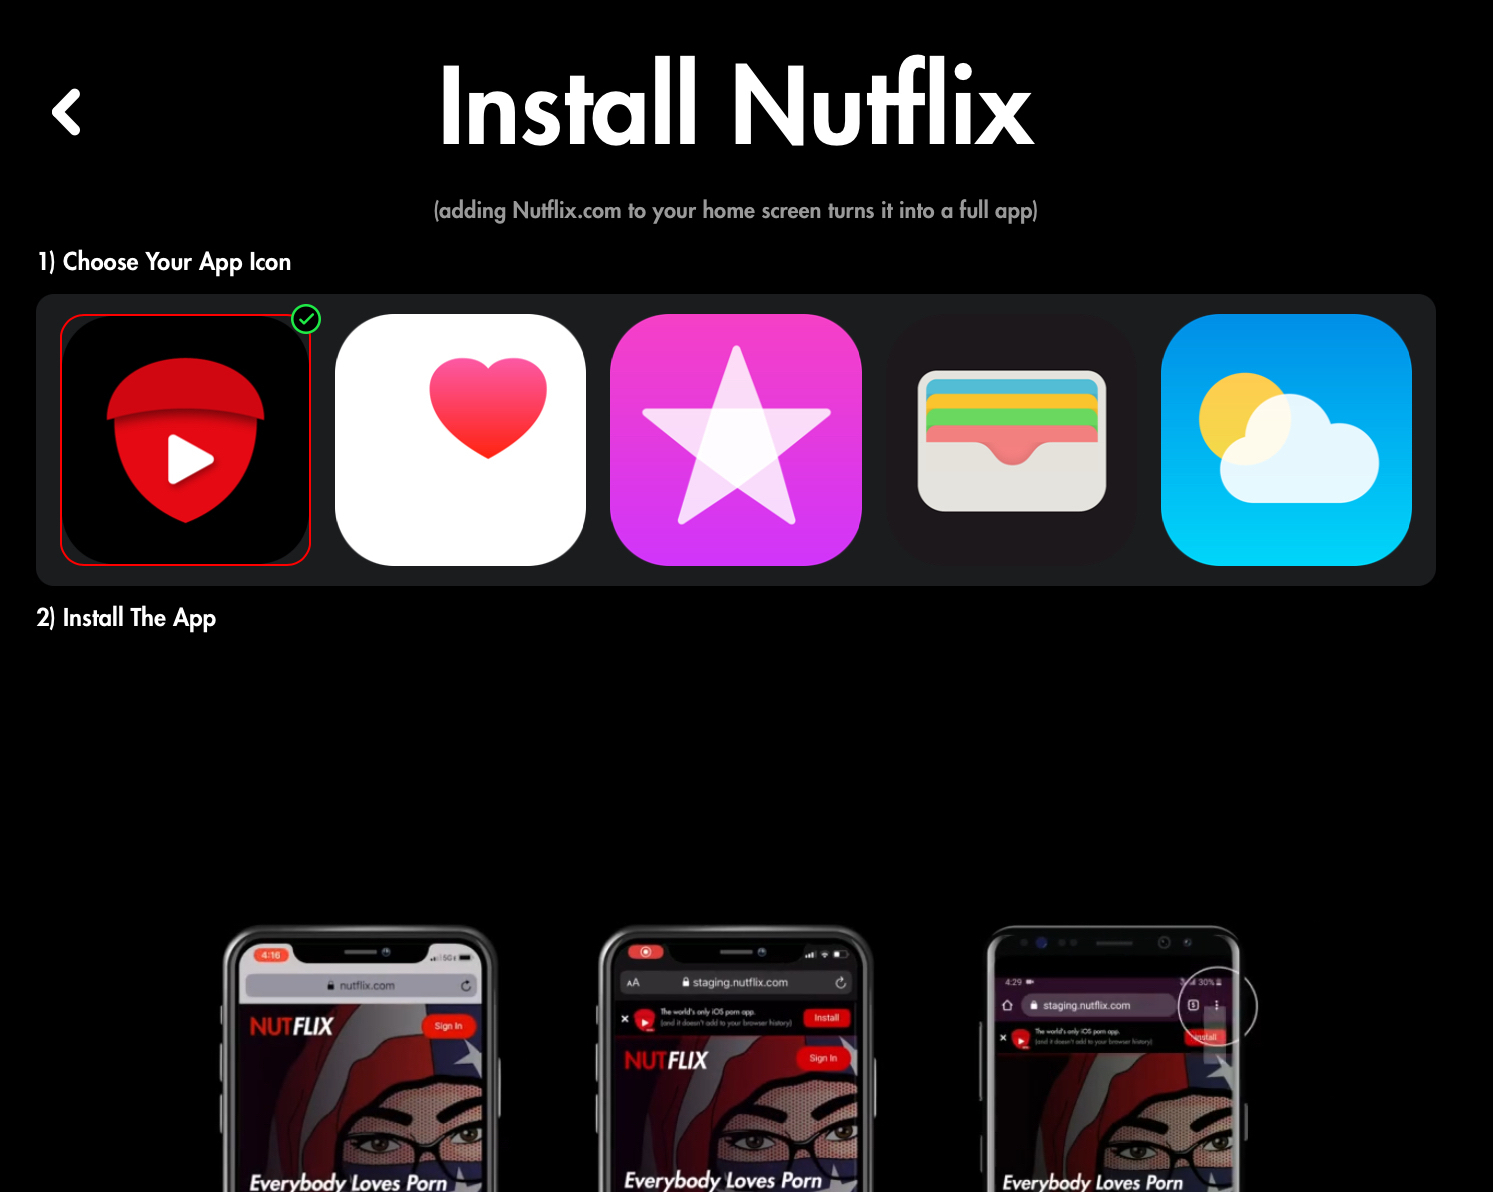 Install Nutflix
(adding Nutflix.com to your home screen turns it into a full app)
1) Choose Your App Icon
2) Install The App
4:16
5G
nutflix.com
NUTFLIX
Sign In
Everybody Loves Porn
AA
staging.nutflix.com
The world's only iOS porn app.
(and it doesn't add to your browser history)
Install
NUTFLIX
Sign In
Everybody Loves Porn
4:29
30%
staging.nutflix.com
The world's only iOS porn app.
(and it doesn't add to your browser history)
Install
Everybody Loves Porn